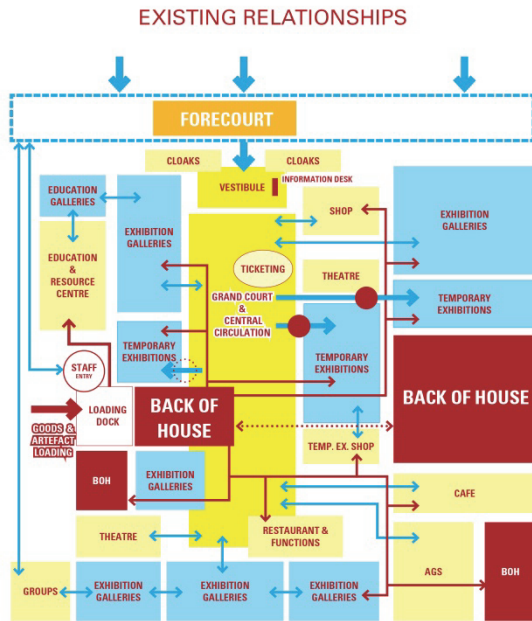 EXISTING RELATIONSHIPS
FORECOURT
CLOAKS
CLOAKS
VESTIBULE
INFORMATION DESK
EDUCATION
GALLERIES
EXHIBITION
GALLERIES
SHOP
EXHIBITION
GALLERIES
EDUCATION
&
RESOURCE
CENTRE
TICKETING
THEATRE
GRAND COURT
&
CENTRAL
CIRCULATION
TEMPORARY
EXHIBITIONS
TEMPORARY
EXHIBITIONS
TEMPORARY
EXHIBITIONS
STAFF
ENTRY
LOADING
DOCK
BACK OF
HOUSE
BACK OF HOUSE
GOODS &
ARTEFACT
LOADING
TEMP. EX. SHOP
BOH
EXHIBITION
GALLERIES
CAFE
THEATRE
RESTAURANT &
FUNCTIONS
GROUPS
EXHIBITION
GALLERIES
EXHIBITION
GALLERIES
EXHIBITION
GALLERIES
AGS
BOH